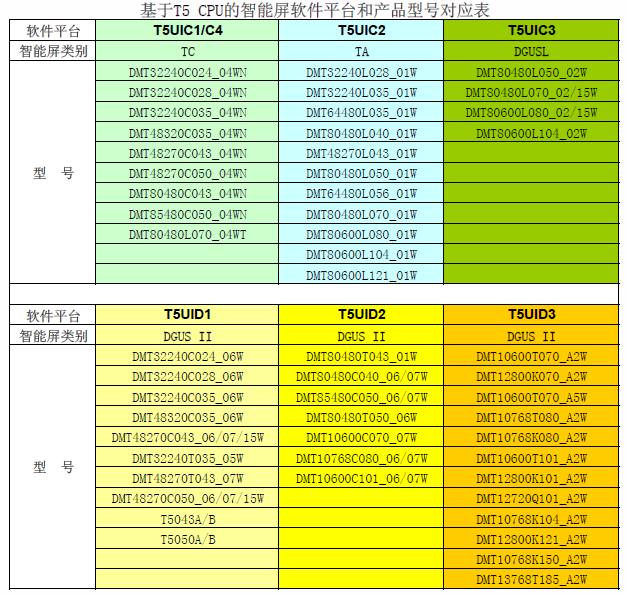 基于T5 CPU的智能屏软件平台和产品型号对应表
软件平台 T5UIC1/C4 T5UIC2 T5UIC3
智能屏类别 TC TA DGUSL
DMT32240C024_04WN DMT32240L028_01W DMT80480L050_02W
DMT32240C028_04WN DMT32240L035_01W DMT80480L070_02/15W
DMT32240C035_04WN DMT64480L035_01W DMT80600L080_02/15W
DMT48320C035_04WN DMT80480L040_01W DMT80600L104_02W
DMT48270C043_04WN DMT48270L043_01W
型 号 DMT48270C050_04WN DMT80480L050_01W
DMT80480C043_04WN DMT64480L056_01W
DMT85480C050_04WN DMT80480L070_01W
DMT80480L070_04WT DMT80600L080_01W
DMT80600L104_01W
DMT80600L121_01W
软件平台 T5UID1 T5UID2 T5UID3
智能屏类别 DGUS II DGUS II DGUS II
DMT32240C024_06W DMT80480T043_01W DMT10600T070_A2W
DMT32240C028_06W DMT80480C040_06/07W DMT12800K070_A2W
DMT32240C035_06W DMT85480C050_06/07W DMT10600T070_A5W
DMT48320C035_06W DMT80480T050_06W DMT10768T080_A2W
DMT48270C043_06/07/15W DMT10600C070_07W DMT10768K080_A2W
型 号 DMT32240T035_05W DMT10768C080_06/07W DMT10600T101_A2W
DMT48270T043_07W DMT10600C101_06/07W DMT12800K101_A2W
DMT48270C050_06/07/15W DMT12720Q101_A2W
T5043A/B DMT10768K104_A2W
T5050A/B DMT12800K121_A2W
DMT10768K150_A2W
DMT13768T185_A2W